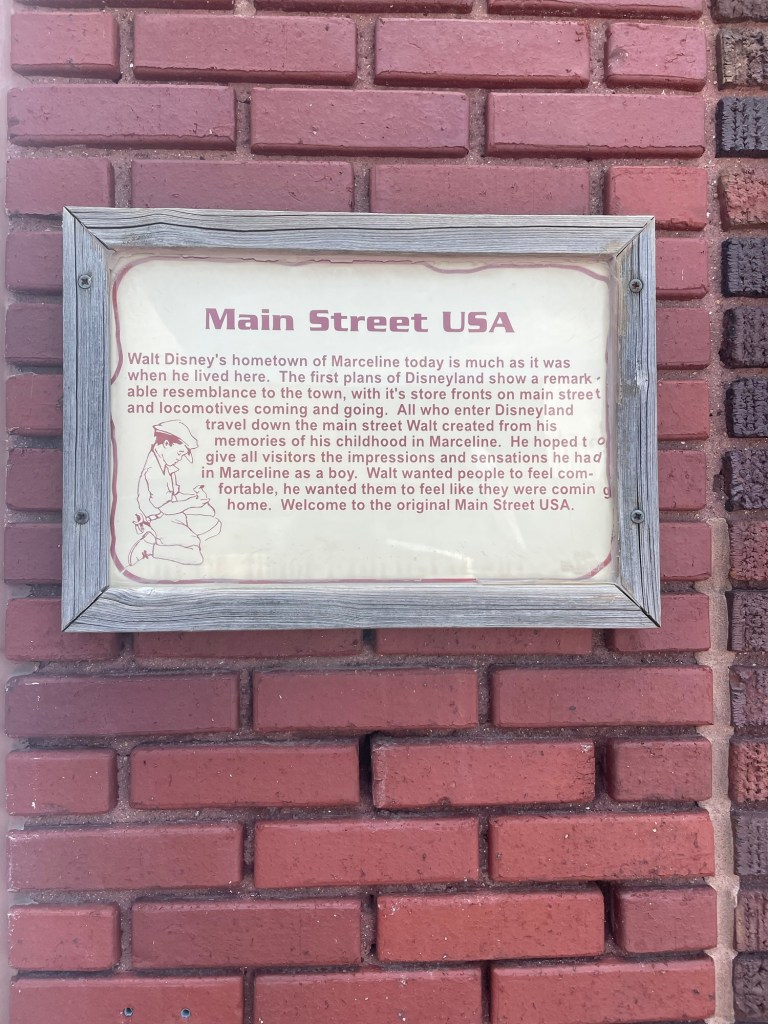 Main Street USA
Walt Disney's hometown of Marceline today is much as it was
when he lived here. The first plans of Disneyland show a remark-
able resemblance to the town, with it's store fronts on main street
and locomotives coming and going. All who enter Disneyland
travel down the main street Walt created from his
memories of his childhood in Marceline. He hoped to
give all visitors the impressions and sensations he had
in Marceline as a boy. Walt wanted people to feel com-
fortable, he wanted them to feel like they were coming
home. Welcome to the original Main Street USA.